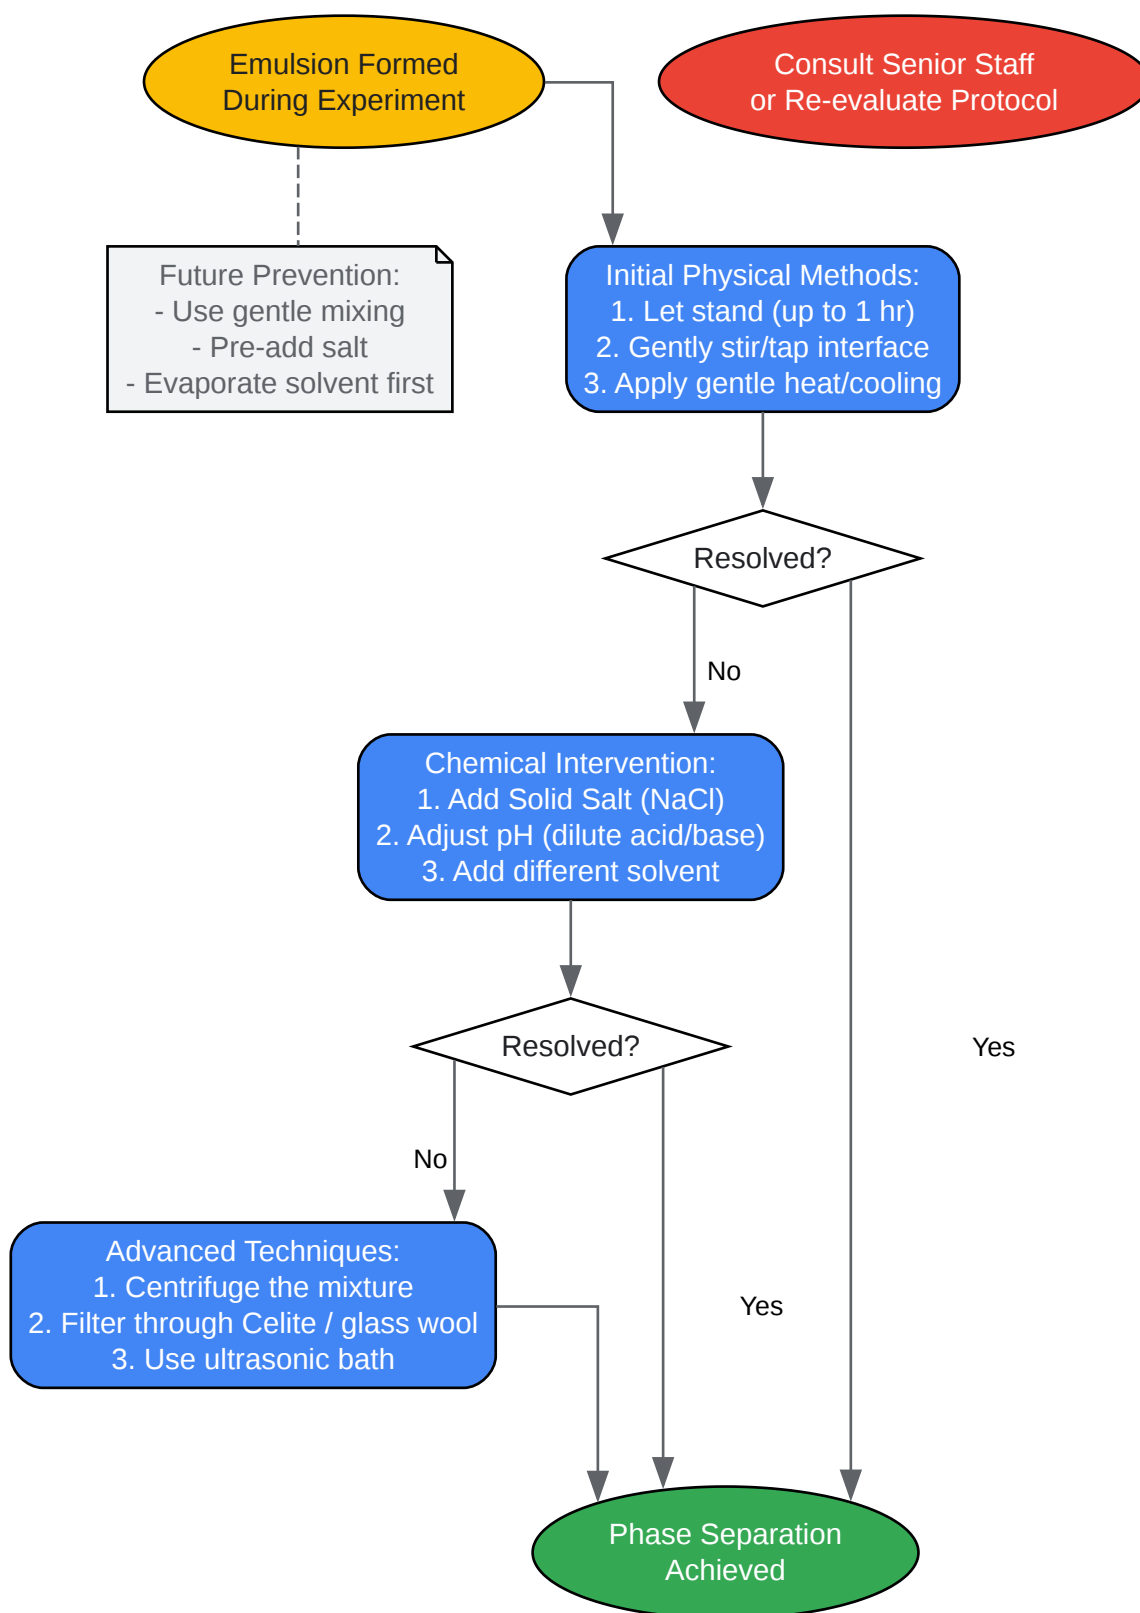 Emulsion Formed
During Experiment
Consult Senior Staff
or Re-evaluate Protocol
Future Prevention:
- Use gentle mixing
- Pre-add salt
- Evaporate solvent first
Initial Physical Methods:
1. Let stand (up to 1 hr)
2. Gently stir/tap interface
3. Apply gentle heat/cooling
Resolved?
No
Chemical Intervention:
1. Add Solid Salt (NaCl)
2. Adjust pH (dilute acid/base)
3. Add different solvent
Resolved?
Yes
No
Advanced Techniques:
1. Centrifuge the mixture
2. Filter through Celite / glass wool
3. Use ultrasonic bath
Yes
Phase Separation
Achieved